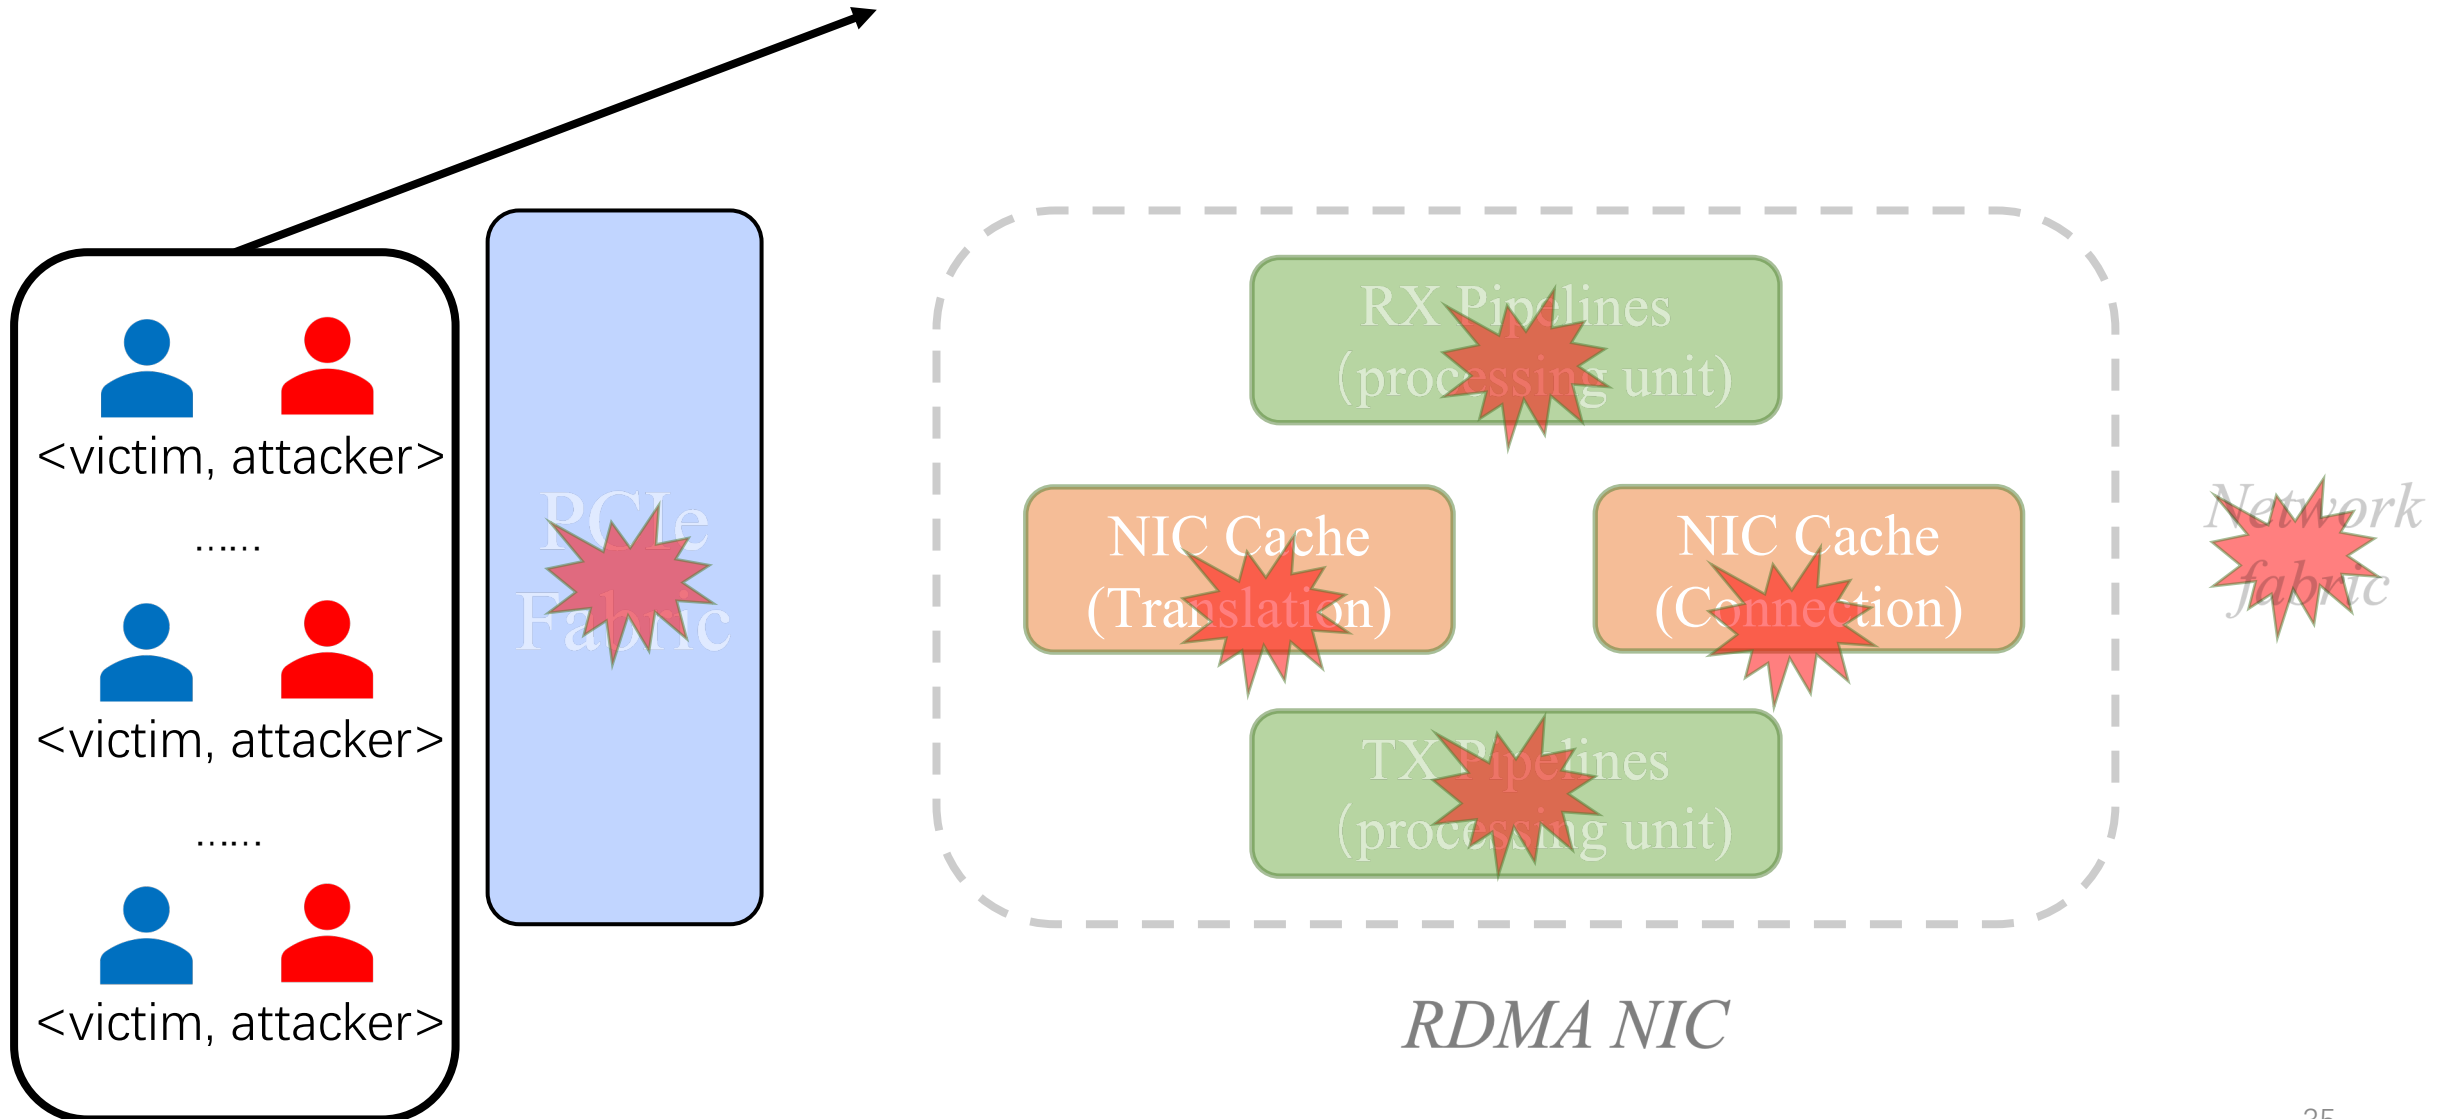 <victim, attacker>
......
<victim, attacker>
......
<victim, attacker>
PCIe
Fabric
RX Pipelines
(processing unit)
NIC Cache
(Translation)
NIC Cache
(Connection)
TX Pipelines
(processing unit)
RDMA NIC
Network
fabric
35